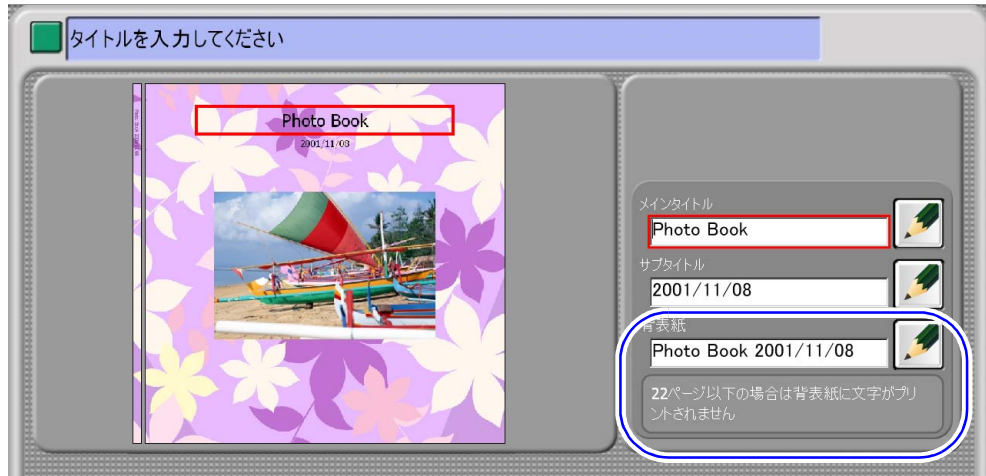 タイトルを入力してください
Photo Book
2001/11/08
メインタイトル
Photo Book
サブタイトル
2001/11/08
背表紙
Photo Book 2001/11/08
22ページ以下の場合は背表紙に文字がプリ
ントされません